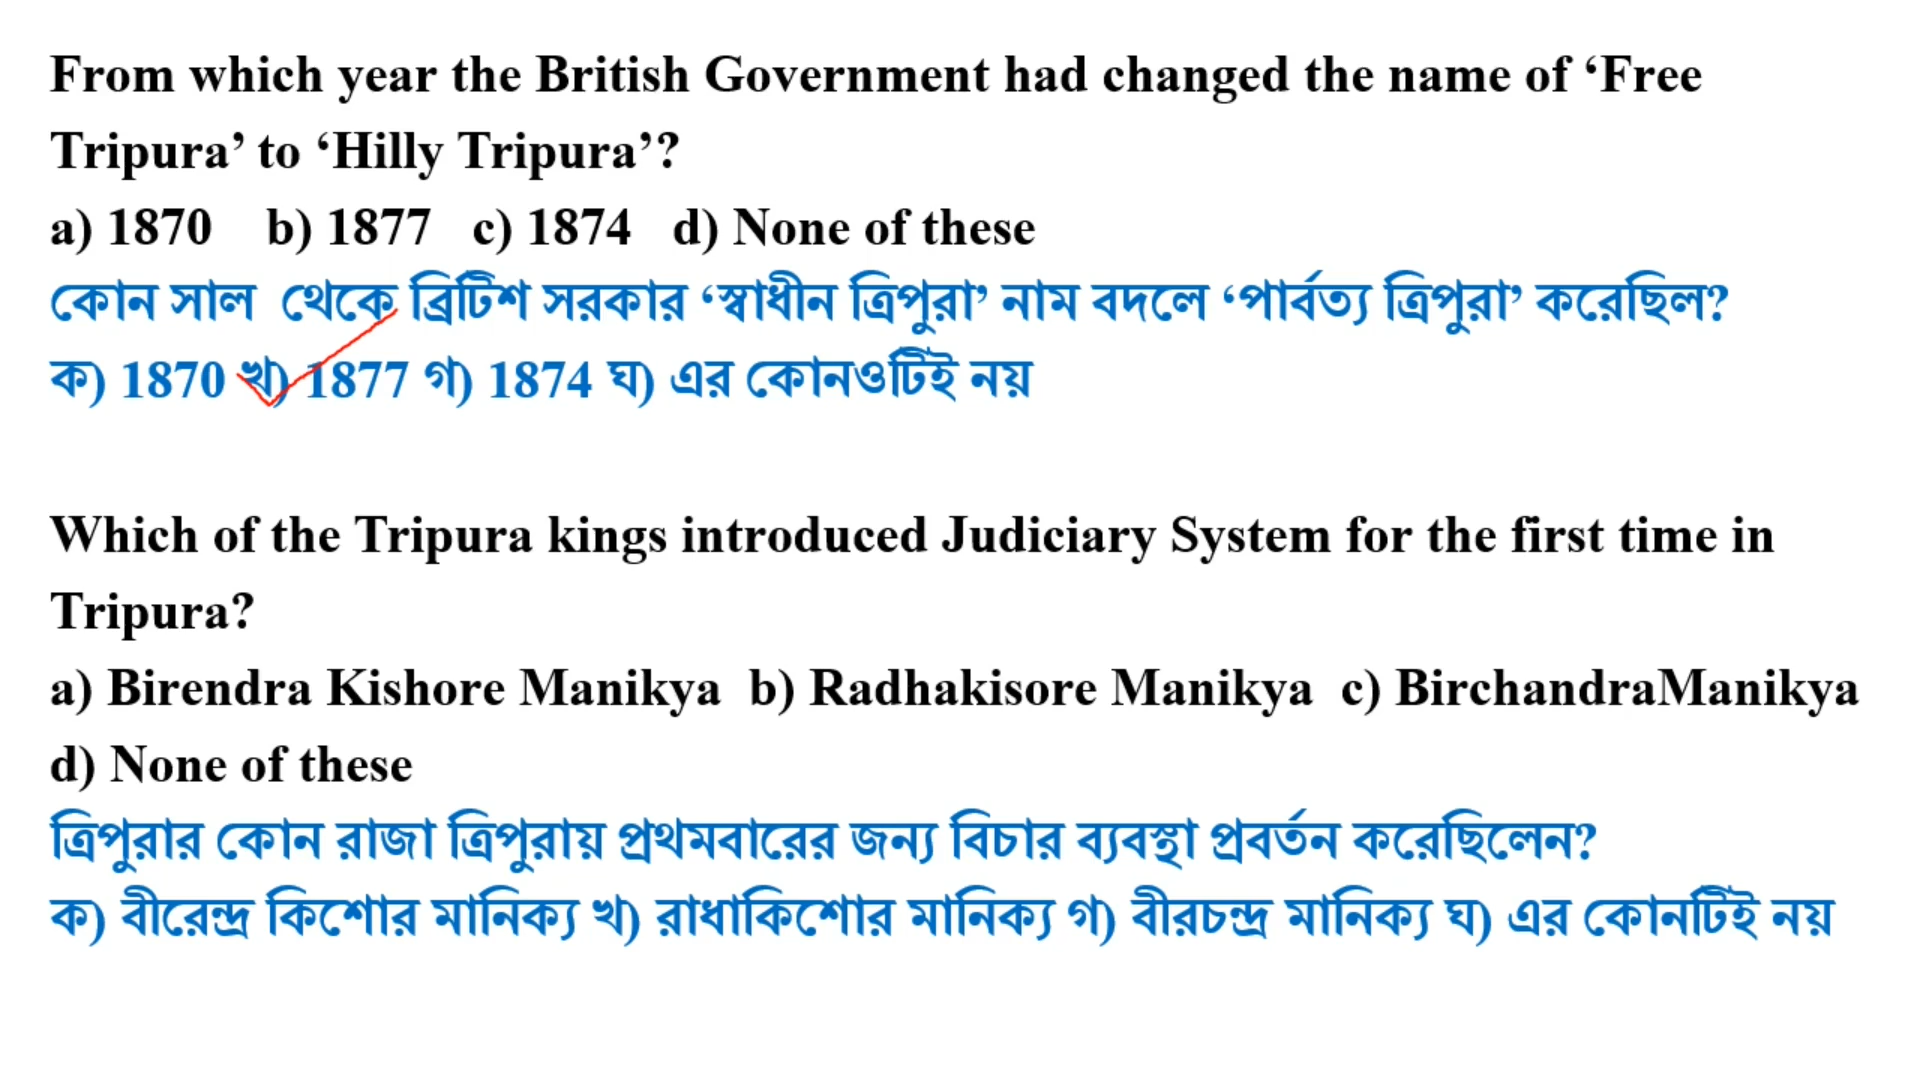 From which year the British Government had changed the name of ‘Free
Tripura’ to ‘Hilly Tripura’?
a) 1870 b) 1877 c) 1874 d) None of these
কোন সাল থেকে ব্রিটিশ সরকার ‘স্বাধীন ত্রিপুরা’ নাম বদলে ‘পার্বত্য ত্রিপুরা’ করেছিল?
ক) 1870 খ) 1877 গ) 1874 ঘ) এর কোনওটিই নয়
Which of the Tripura kings introduced Judiciary System for the first time in
Tripura?
a) Birendra Kishore Manikya b) Radhakisore Manikya c) BirchandraManikya
d) None of these
ত্রিপুরার কোন রাজা ত্রিপুরায় প্রথমবারের জন্য বিচার ব্যবস্থা প্রবর্তন করেছিলেন?
ক) বীরেন্দ্র কিশোর মানিক্য খ) রাধাকিশোর মানিক্য গ) বীরচন্দ্র মানিক্য ঘ) এর কোনটিই নয়